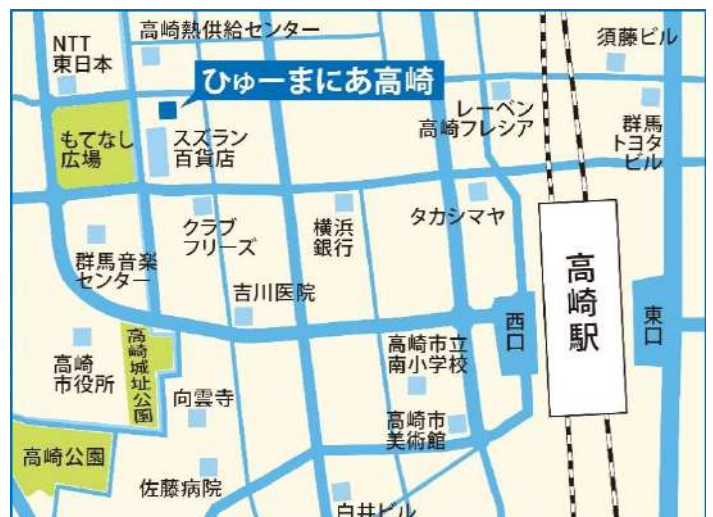 高崎熱供給センター
NTT
東日本
須藤ビル
ひゅーまにあ高崎
レーベン
高崎フレシア
群馬
トヨタ
ビル
もてなし
広場
スズラン
百貨店
クラブ
フリーズ
横浜
銀行
タカシマヤ
群馬音楽
センター
吉川医院
高崎駅
西口
東口
高崎
市役所
高崎城址公園
高崎市立
南小学校
向雲寺
高崎市
美術館
高崎公園
佐藤病院
白井ビル